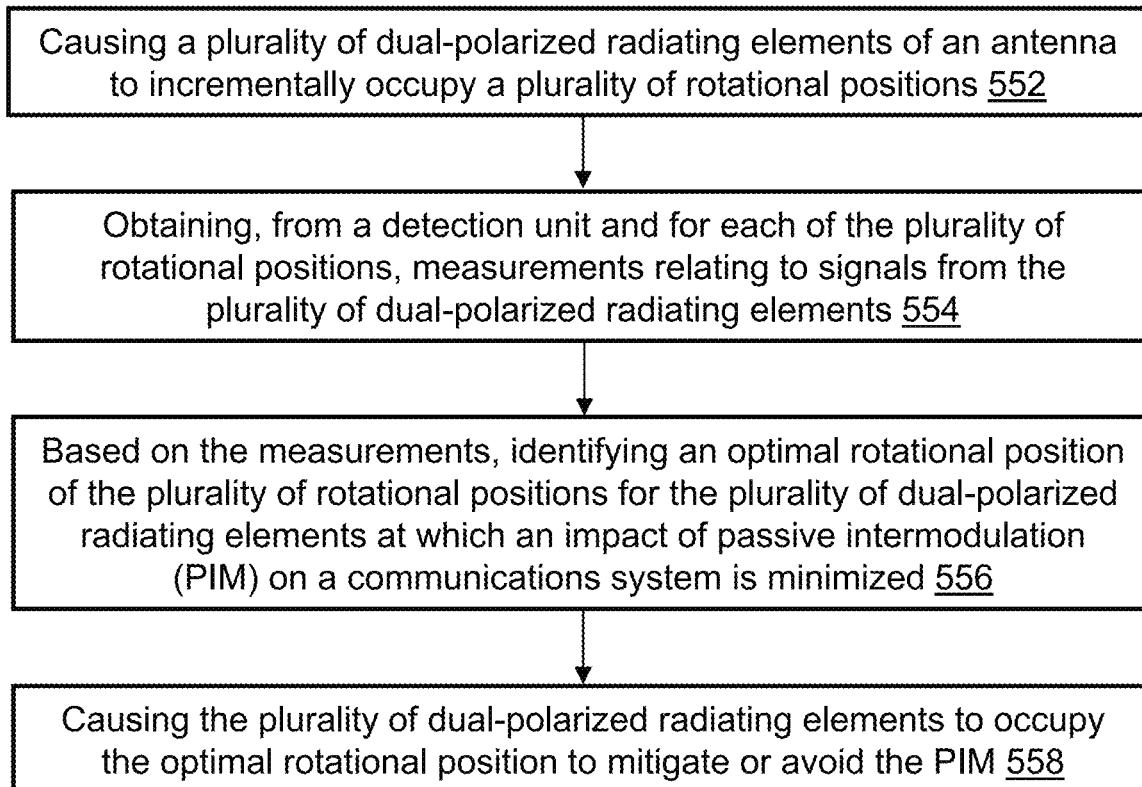 Causing a plurality of dual-polarized radiating elements of an antenna
to incrementally occupy a plurality of rotational positions 552
Obtaining, from a detection unit and for each of the plurality of
rotational positions, measurements relating to signals from the
plurality of dual-polarized radiating elements 554
Based on the measurements, identifying an optimal rotational position
of the plurality of rotational positions for the plurality of dual-polarized
radiating elements at which an impact of passive intermodulation
(PIM) on a communications system is minimized 556
Causing the plurality of dual-polarized radiating elements to occupy
the optimal rotational position to mitigate or avoid the PIM 558